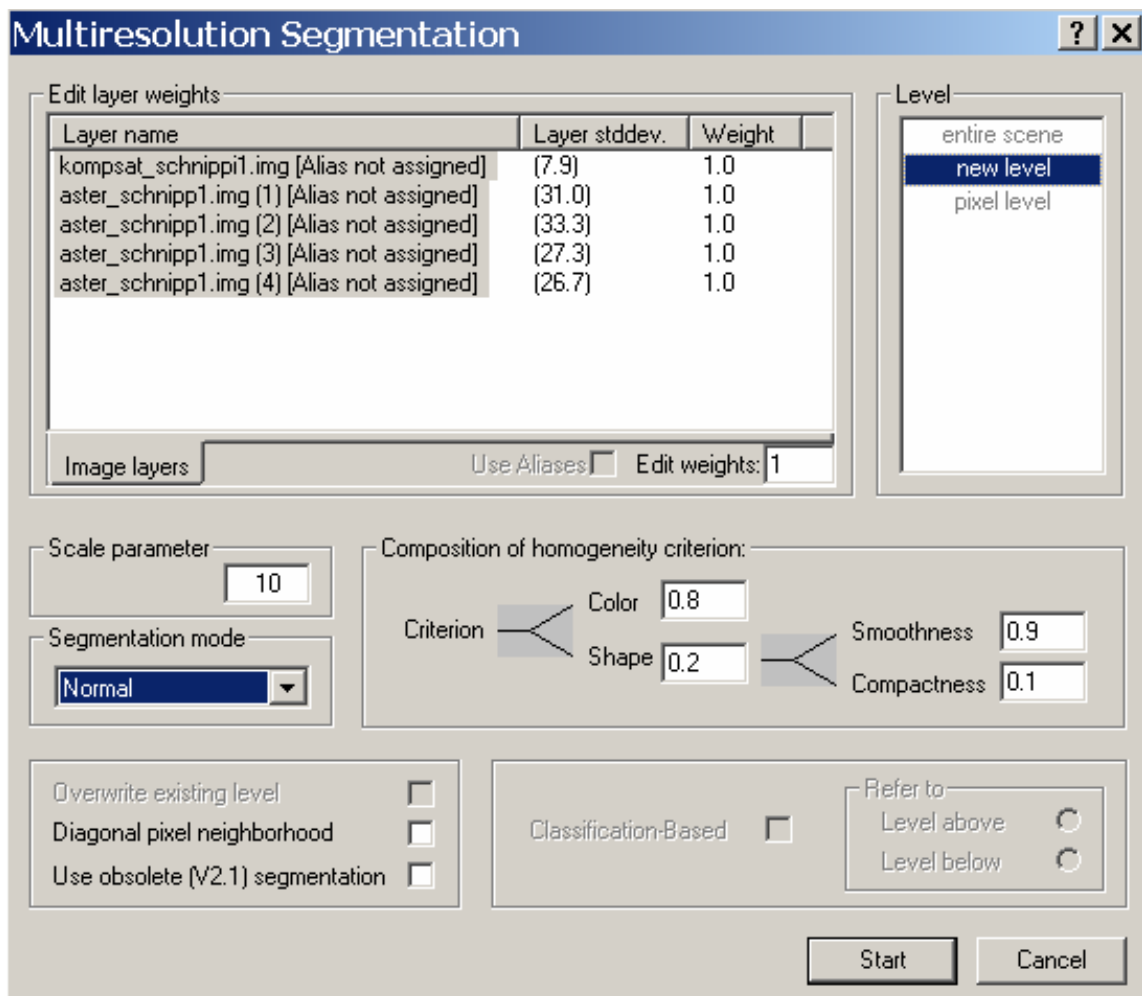 Multiresolution Segmentation
Edit layer weights
Layer name Layer stddev. Weight
kompsat_schnippi1.img [Alias not assigned] (7.9) 1.0
aster_schnipp1.img (1) [Alias not assigned] (31.0) 1.0
aster_schnipp1.img (2) [Alias not assigned] (33.3) 1.0
aster_schnipp1.img (3) [Alias not assigned] (27.3) 1.0
aster_schnipp1.img (4) [Alias not assigned] (26.7) 1.0
Image layers Use Aliases Edit weights: 1
Level
entire scene
new level
pixel level
Scale parameter
10
Segmentation mode
Normal
Composition of homogeneity criterion:
Criterion
Color 0.8
Shape 0.2
Smoothness 0.9
Compactness 0.1
Overwrite existing level
Diagonal pixel neighborhood
Use obsolete (V2.1) segmentation
Classification-Based
Refer to
Level above
Level below
Start Cancel